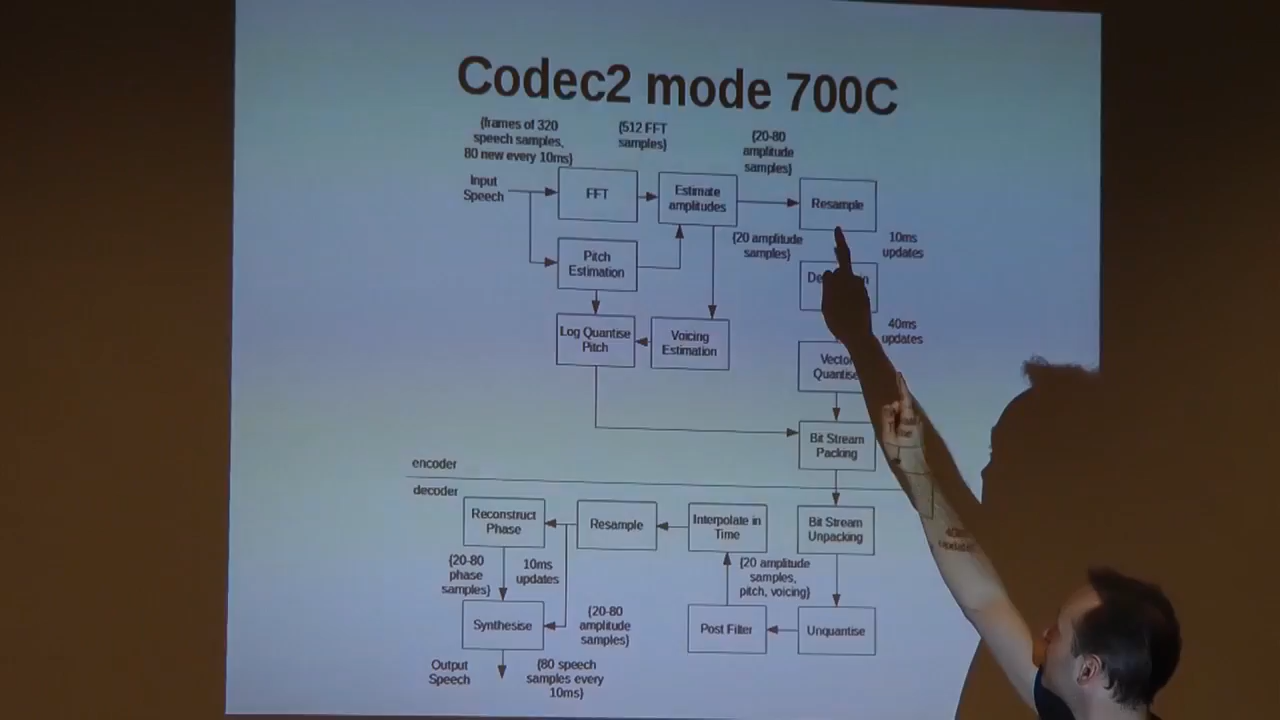 Codec2 mode 700C
{frames of 320
speech samples,
80 new every 10ms}
{512 FFT
samples}
{20-80
amplitude
samples}
Input
Speech
FFT
Estimate
amplitudes
Resample
{20 amplitude
samples}
10ms
updates
Pitch
Estimation
40ms
updates
Log Quantise
Pitch
Voicing
Estimation
Vector
Quantise
Bit Stream
Packing
encoder
decoder
Reconstruct
Phase
Resample
Interpolate in
Time
Bit Stream
Unpacking
40ms
updates
{20-80
phase
samples}
10ms
updates
{20 amplitude
samples,
pitch, voicing}
Synthesise
{20-80
amplitude
samples}
Post Filter
Unquantise
Output
Speech
{80 speech
samples every
10ms}